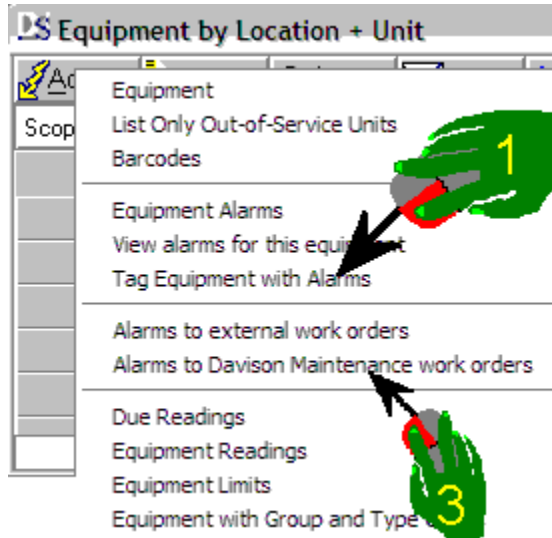 DS Equipment by Location + Unit
Equipment
Scop
List Only Out-of-Service Units
1
Barcodes
Equipment Alarms
View alarms for this equipment
Tag Equipment with Alarms
Alarms to external work orders
Alarms to Davison Maintenance work orders
Due Readings
Equipment Readings
Equipment Limits
3
Equipment with Group and Type